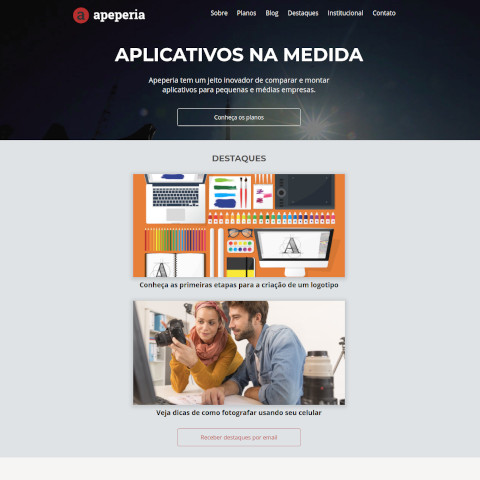 a apeperia
Sobre Planos Blog Destaques Institucional Contato
APLICATIVOS NA MEDIDA
Apeperia tem um jeito inovador de comparar e montar
aplicativos para pequenas e médias empresas.
Conheça os planos
DESTAQUES
A
A
Conheça as primeiras etapas para a criação de um logotipo
Veja dicas de como fotografar usando seu celular
Receber destaques por email